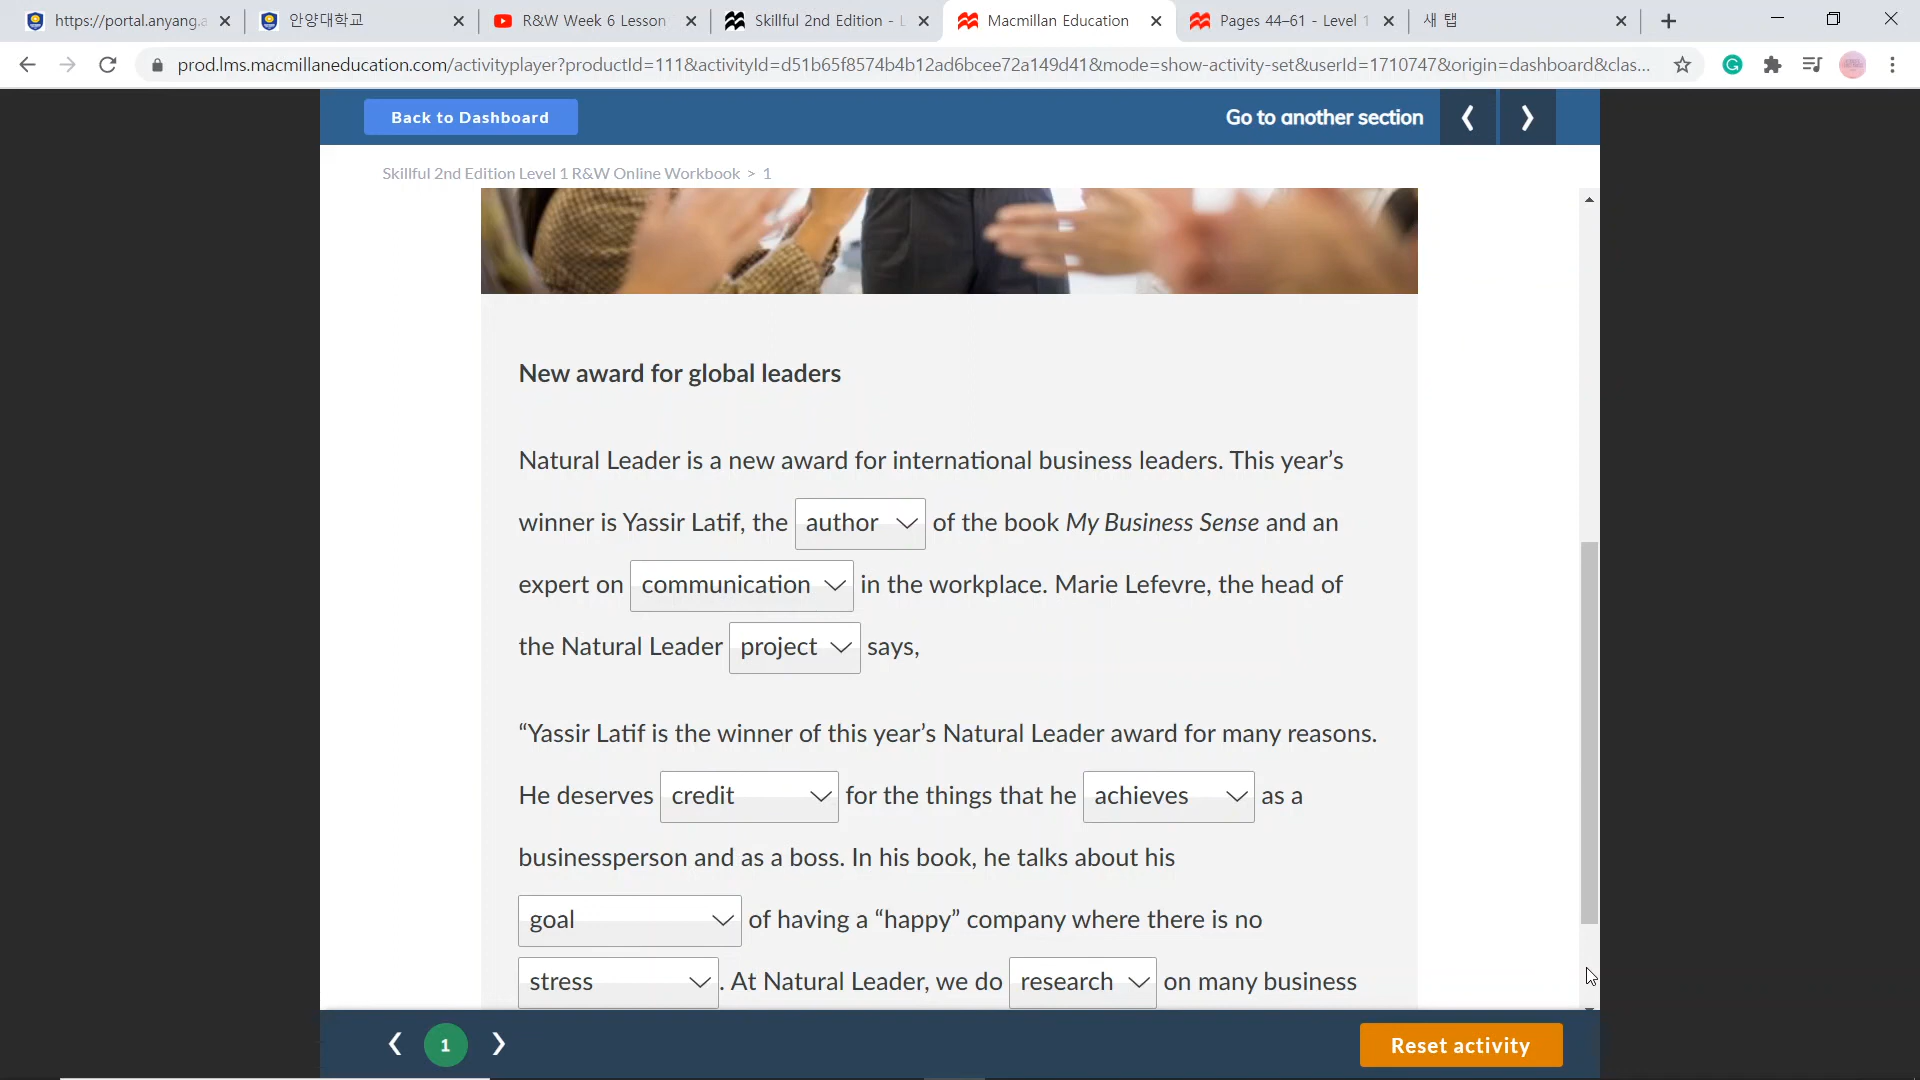 https://portal.anyang.a
안양대학교
R&W Week 6 Lesson
Skillful 2nd Edition - L
Macmillan Education
Pages 44–61 - Level 1
새 탭
prod.lms.macmillaneducation.com/activityplayer?productId=111&activityId=d51b65f8574b4b12ad6bcee72a149d41&mode=show-activity-set&userId=1710747&origin=dashboard&clas...
Back to Dashboard
Go to another section
Skillful 2nd Edition Level 1 R&W Online Workbook > 1
New award for global leaders
Natural Leader is a new award for international business leaders. This year’s
winner is Yassir Latif, the author of the book My Business Sense and an
expert on communication in the workplace. Marie Lefevre, the head of
the Natural Leader project says,
“Yassir Latif is the winner of this year’s Natural Leader award for many reasons.
He deserves credit for the things that he achieves as a
businessperson and as a boss. In his book, he talks about his
goal of having a “happy” company where there is no
stress. At Natural Leader, we do research on many business
1
Reset activity